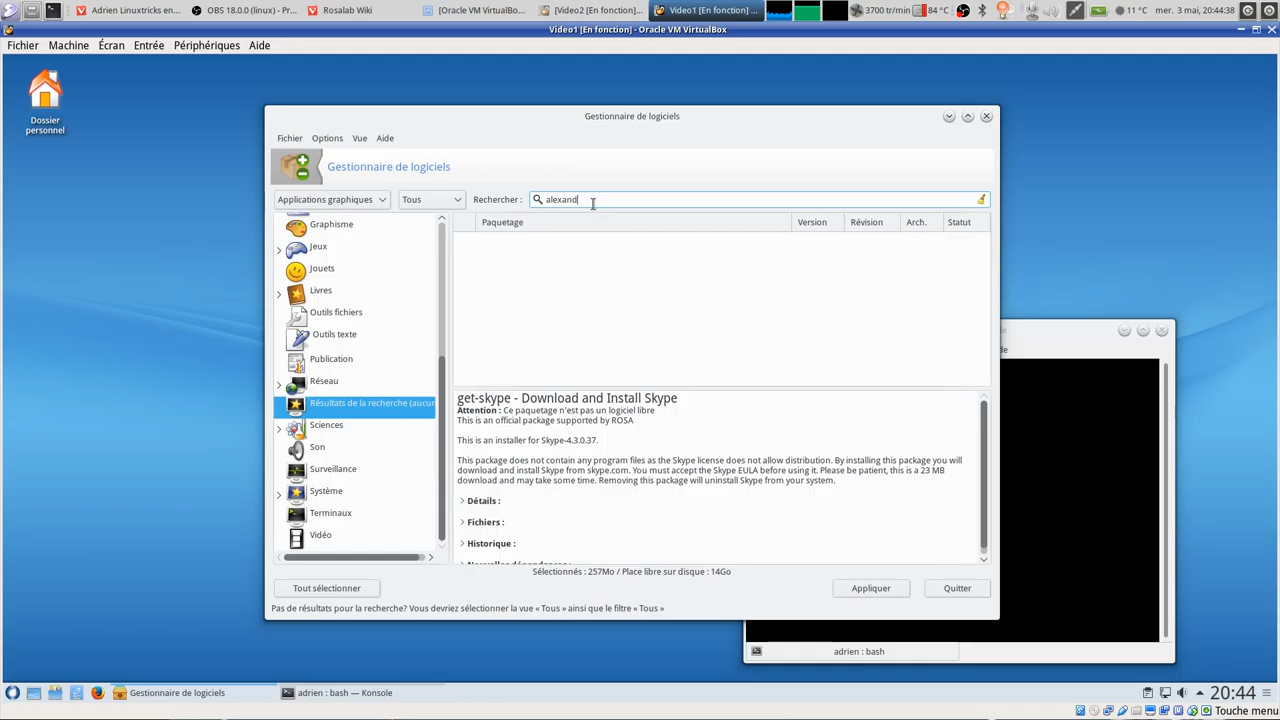 Adrien Linuxtricks en...
OBS 18.0.0 (linux) - Pr...
Rosalab Wiki
[Oracle VM VirtualBo...
[Video2 [En fonction]...
Video1 [En fonction] ...
3700 tr/min
84 °C
11 °C
mer. 3 mai, 20:44:38
Video1 [En fonction] - Oracle VM VirtualBox
Fichier Machine Écran Entrée Périphériques Aide
Dossier
personnel
Gestionnaire de logiciels
Fichier Options Vue Aide
Gestionnaire de logiciels
Applications graphiques
Tous
Rechercher :
alexand
Graphisme
Jeux
Jouets
Livres
Outils fichiers
Outils texte
Publication
Réseau
Résultats de la recherche (aucun
Sciences
Son
Surveillance
Système
Terminaux
Vidéo
Paquetage Version Révision Arch. Statut
get-skype - Download and Install Skype
Attention : Ce paquetage n'est pas un logiciel libre
This is an official package supported by ROSA
This is an installer for Skype-4.3.0.37.
This package does not contain any program files as the Skype license does not allow distribution. By installing this package you will
download and install Skype from skype.com. You must accept the Skype EULA before using it. Please be patient, this is a 23 MB
download and may take some time. Removing this package will uninstall Skype from your system.
Détails :
Fichiers :
Historique :
Sélectionnés : 257Mo / Place libre sur disque : 14Go
Tout sélectionner
Appliquer
Quitter
Pas de résultats pour la recherche? Vous devriez sélectionner la vue « Tous » ainsi que le filtre « Tous »
de
adrien : bash
Gestionnaire de logiciels
adrien : bash — Konsole
20:44
Touche menu